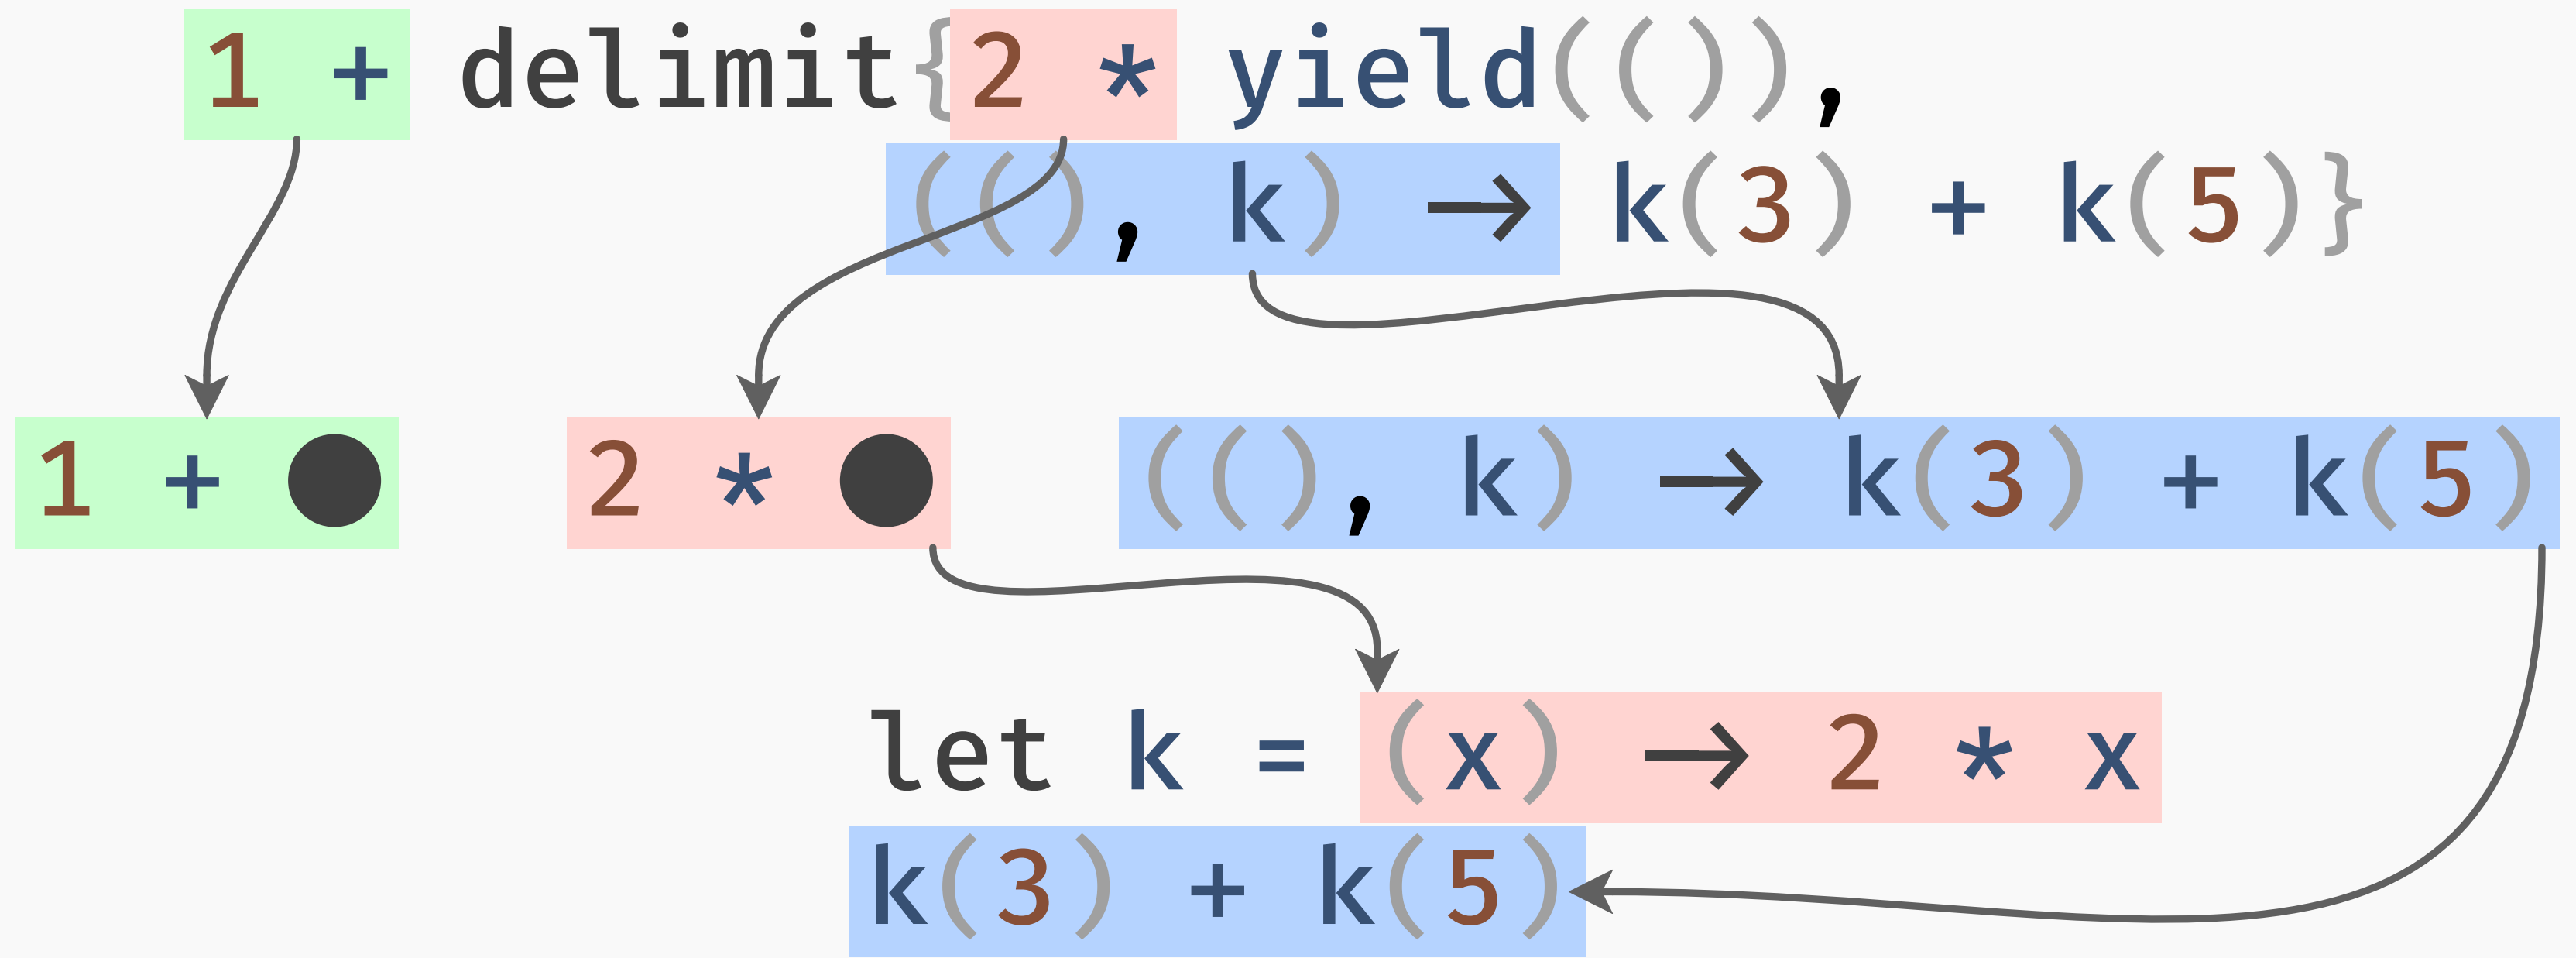 1 + delimit{2 * yield(()),
((), k) → k(3) + k(5)}
1 + ● 2 * ● ((), k) → k(3) + k(5)
let k = (x) → 2 * x
k(3) + k(5)